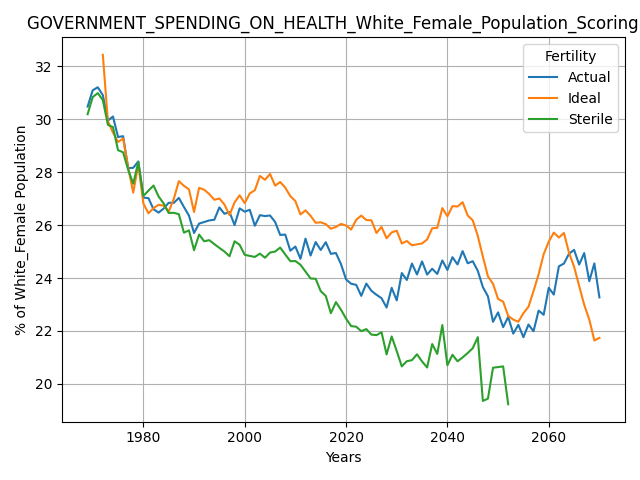 GOVERNMENT_SPENDING_ON_HEALTH_White_Female_Population_Scoring
Fertility
Actual
Ideal
Sterile
% of White_Female Population
32
30
28
26
24
22
20
1980
2000
2020
2040
2060
Years